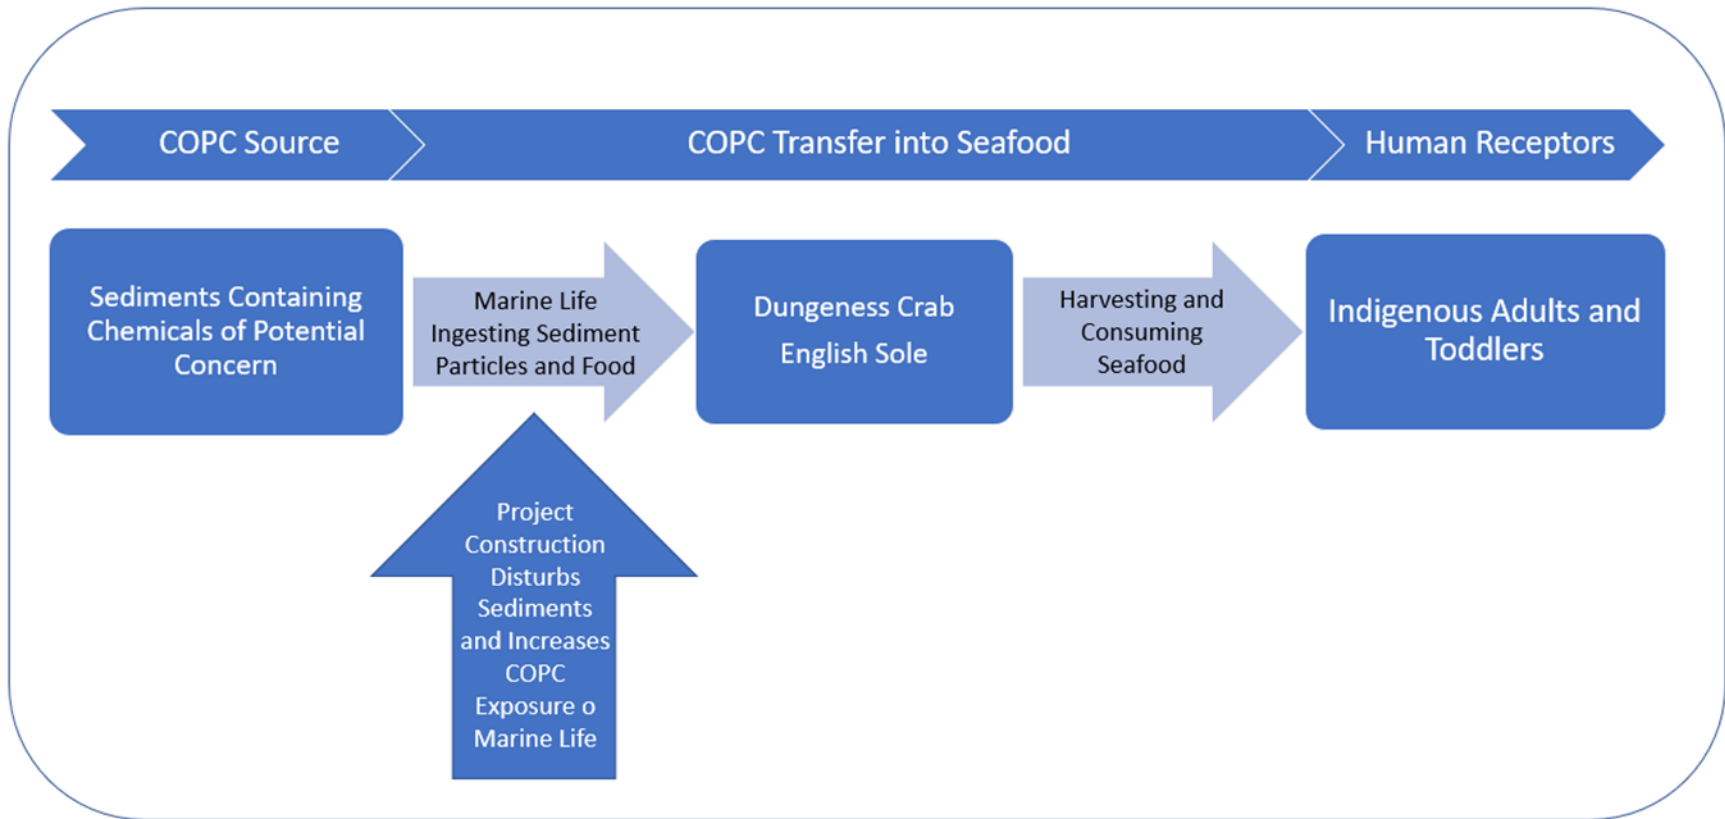 COPC Source
COPC Transfer into Seafood
Human Receptors
Sediments Containing
Chemicals of Potential
Concern
Marine Life
Ingesting Sediment
Particles and Food
Dungeness Crab
English Sole
Harvesting and
Consuming
Seafood
Indigenous Adults and
Toddlers
Project
Construction
Disturbs
Sediments
and Increases
COPC
Exposure o
Marine Life